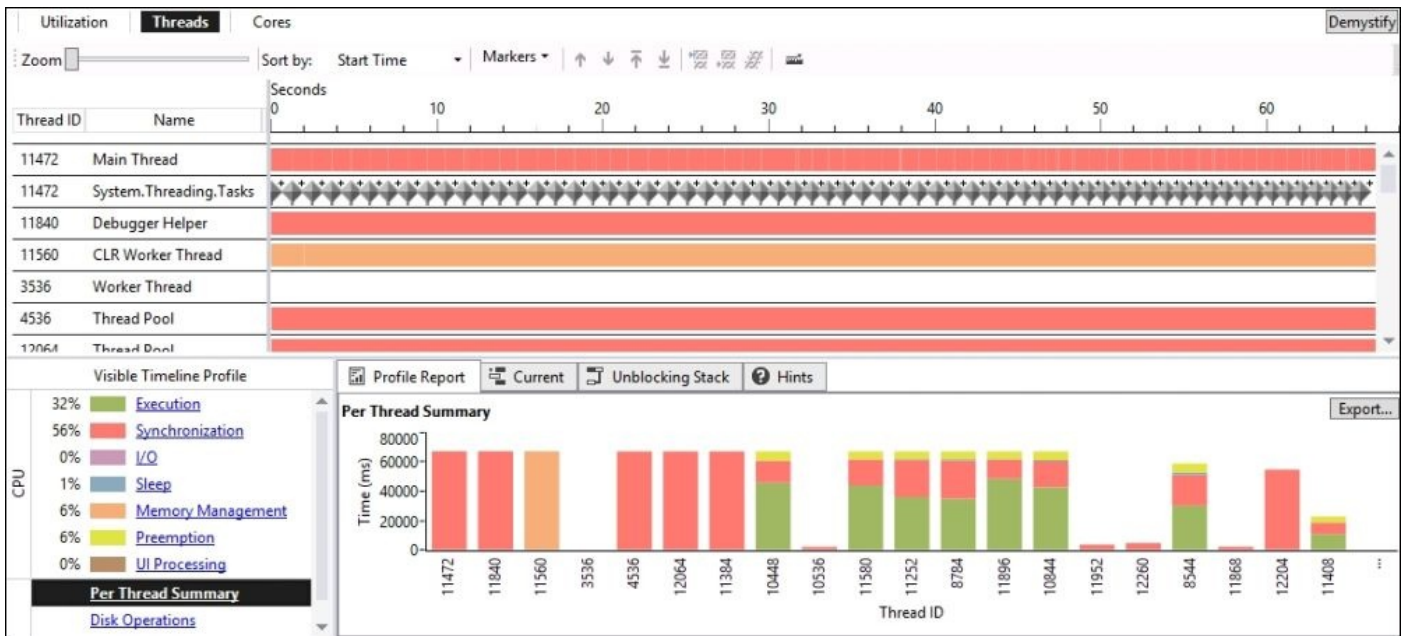 Utilization Threads Cores Demystify
Zoom Sort by: Start Time Markers
Seconds
Thread ID Name 0 10 20 30 40 50 60
11472 Main Thread
11472 System.Threading.Tasks
11840 Debugger Helper
11560 CLR Worker Thread
3536 Worker Thread
4536 Thread Pool
12064 Thread Pool
Visible Timeline Profile Profile Report Current Unblocking Stack Hints
CPU
32% Execution
56% Synchronization
0% I/O
1% Sleep
6% Memory Management
6% Preemption
0% UI Processing
Per Thread Summary
Disk Operations
Per Thread Summary Export...
Time (ms)
80000
60000
40000
20000
0
11472 11840 11560 3536 4536 12064 11384 10448 10536 11580 11252 8784 11896 10844 11952 12260 8544 11868 12204 11408
Thread ID